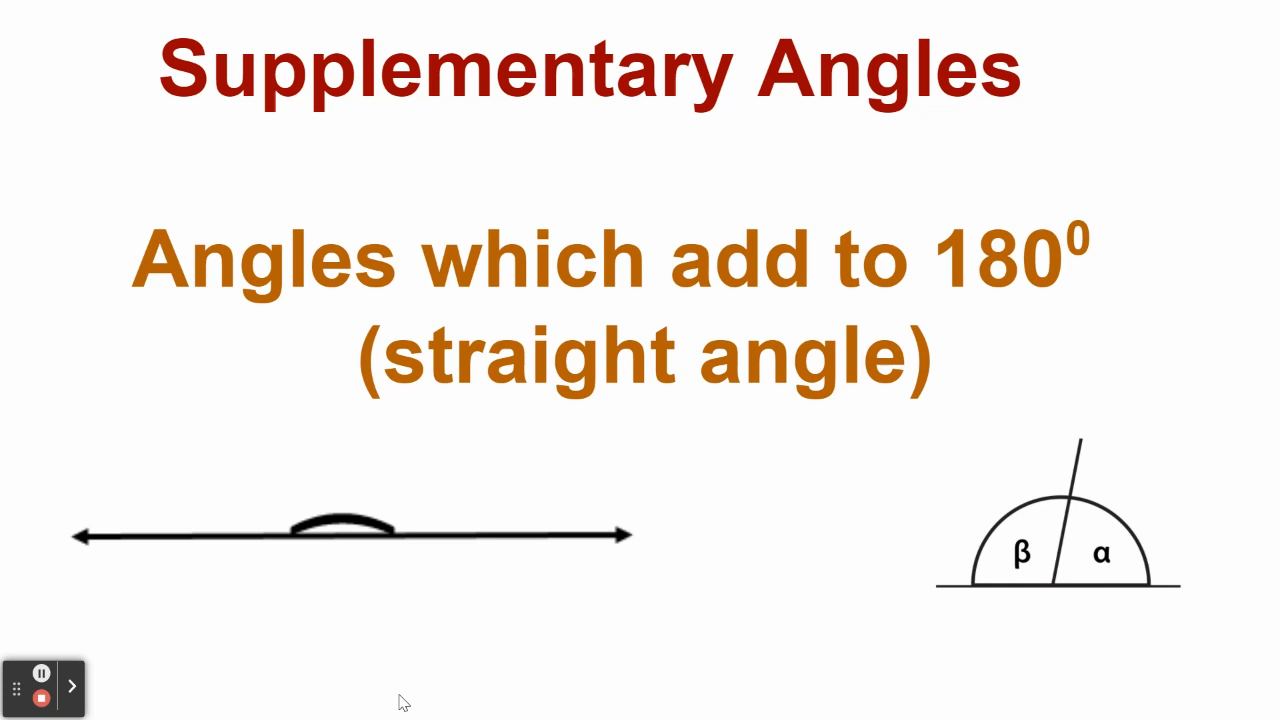 Supplementary Angles
Angles which add to 180⁰
(straight angle)
β α